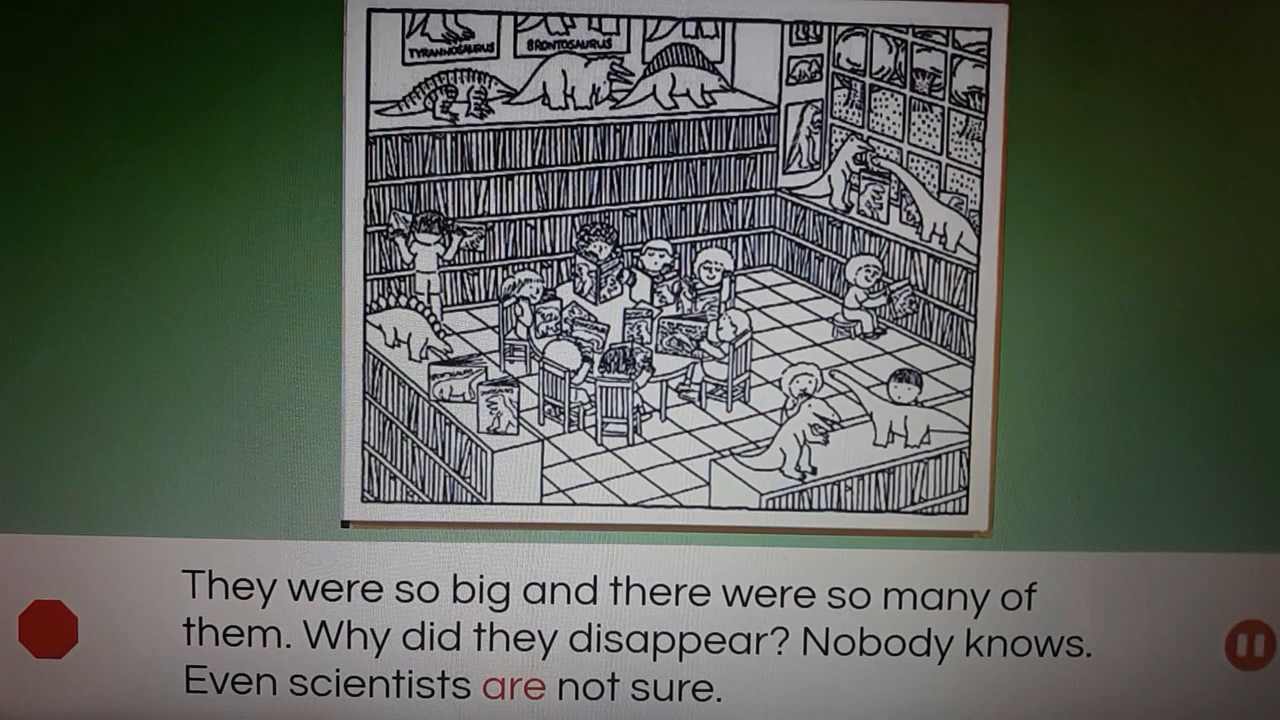 TYRANNOSAURUS
BRONTOSAURUS
They were so big and there were so many of
them. Why did they disappear? Nobody knows.
Even scientists are not sure.